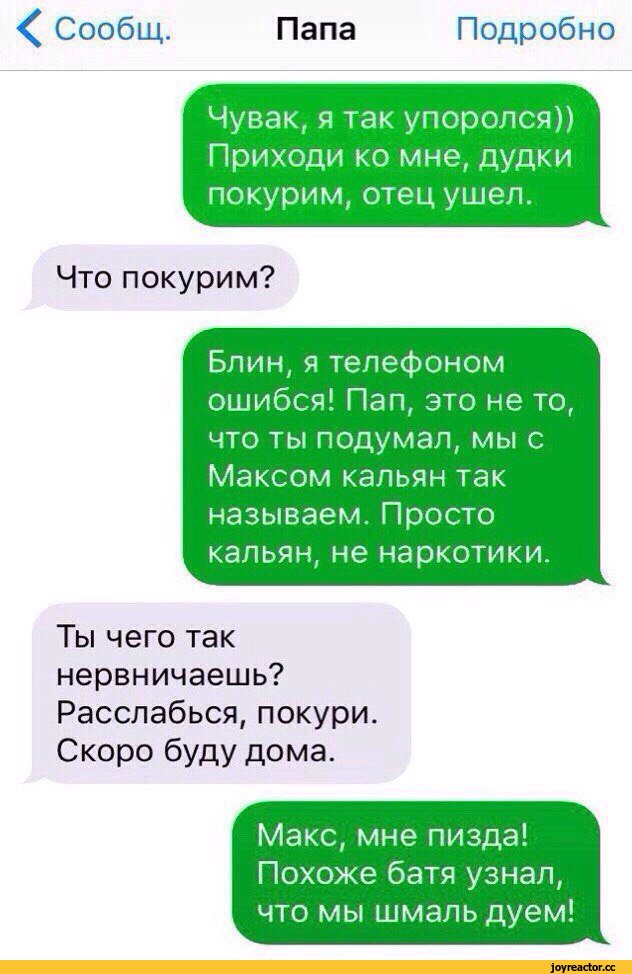 Сообщ. Папа Подробно
Чувак, я так упоролся))
Приходи ко мне, дудки
покурим, отец ушел.
Что покурим?
Блин, я телефоном
ошибся! Пап, это не то,
что ты подумал, мы с
Максом кальян так
называем. Просто
кальян, не наркотики.
Ты чего так
нервничаешь?
Расслабься, покури.
Скоро буду дома.
Макс, мне пизда!
Похоже батя узнал,
что мы шмаль дуем!
joyreactor.cc